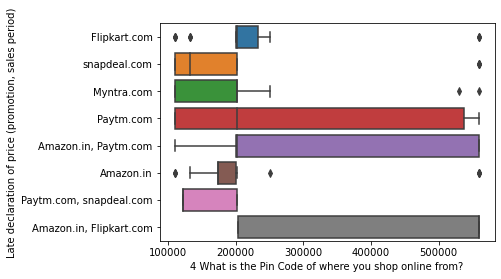 Late declaration of price (promotion, sales period)
Flipkart.com
snapdeal.com
Myntra.com
Paytm.com
Amazon.in, Paytm.com
Amazon.in
Paytm.com, snapdeal.com
Amazon.in, Flipkart.com
100000 200000 300000 400000 500000
4 What is the Pin Code of where you shop online from?